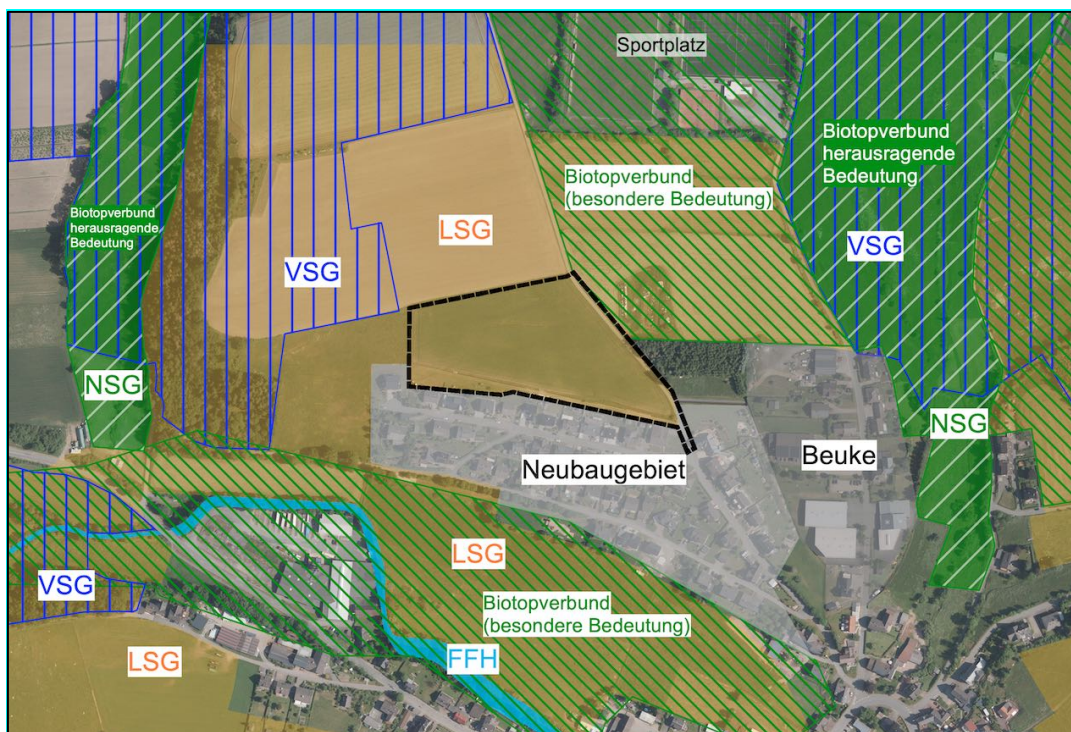 Sportplatz
Biotopverbund
herausragende
Bedeutung
Biotopverbund
(besondere Bedeutung)
Biotopverbund
herausragende
Bedeutung
LSG
VSG
VSG
NSG
NSG
Neubaugebiet
Beuke
LSG
VSG
Biotopverbund
(besondere Bedeutung)
LSG
FFH